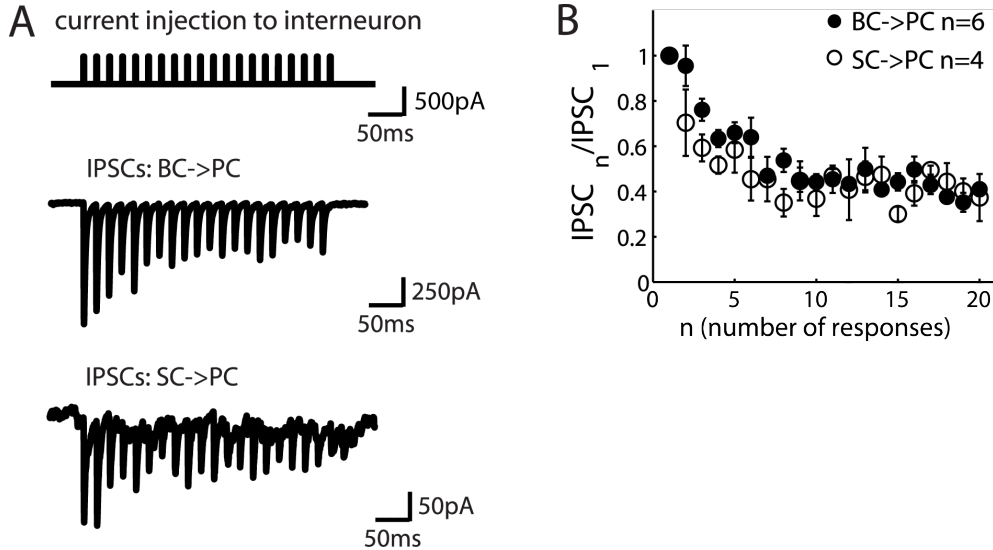 A
current injection to interneuron
500pA
50ms
IPSCs: BC->PC
250pA
50ms
IPSCs: SC->PC
50pA
50ms
B
BC->PC n=6
SC->PC n=4
IPSC n/IPSC 1
1
0.8
0.6
0.4
0.2
0
0 5 10 15 20
n (number of responses)